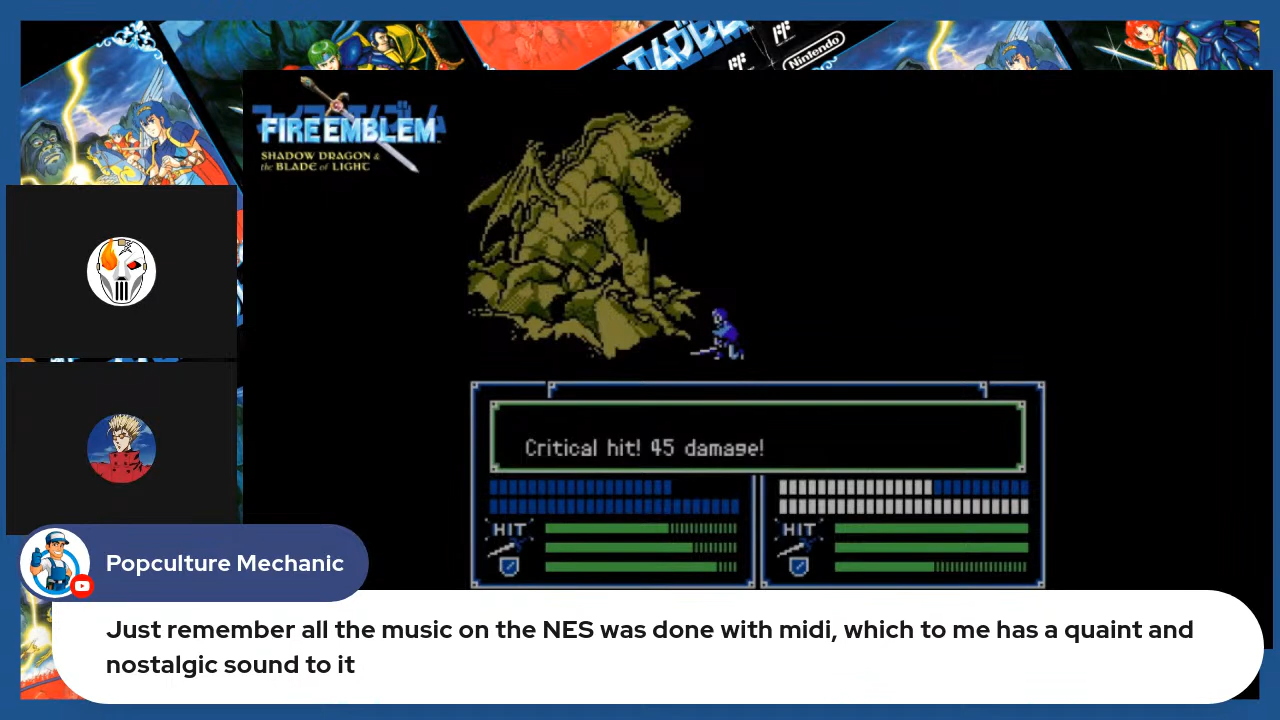 Nintendo
FIRE EMBLEM
SHADOW DRAGON &
the BLADE of LIGHT
Critical hit! 45 damage!
HIT
HIT
Popculture Mechanic
Just remember all the music on the NES was done with midi, which to me has a quaint and
nostalgic sound to it